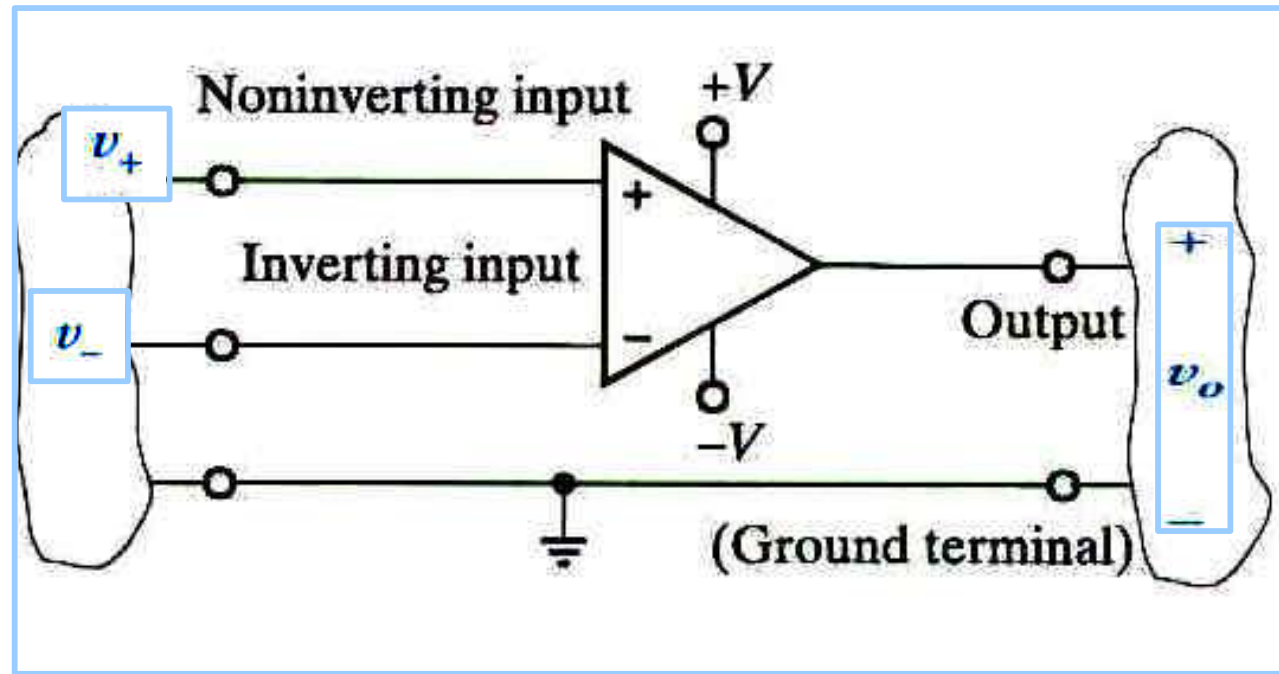 Noninverting input
+V
v₊
+
Inverting input
+
Output
v₋
−
vₒ
−V
−
(Ground terminal)